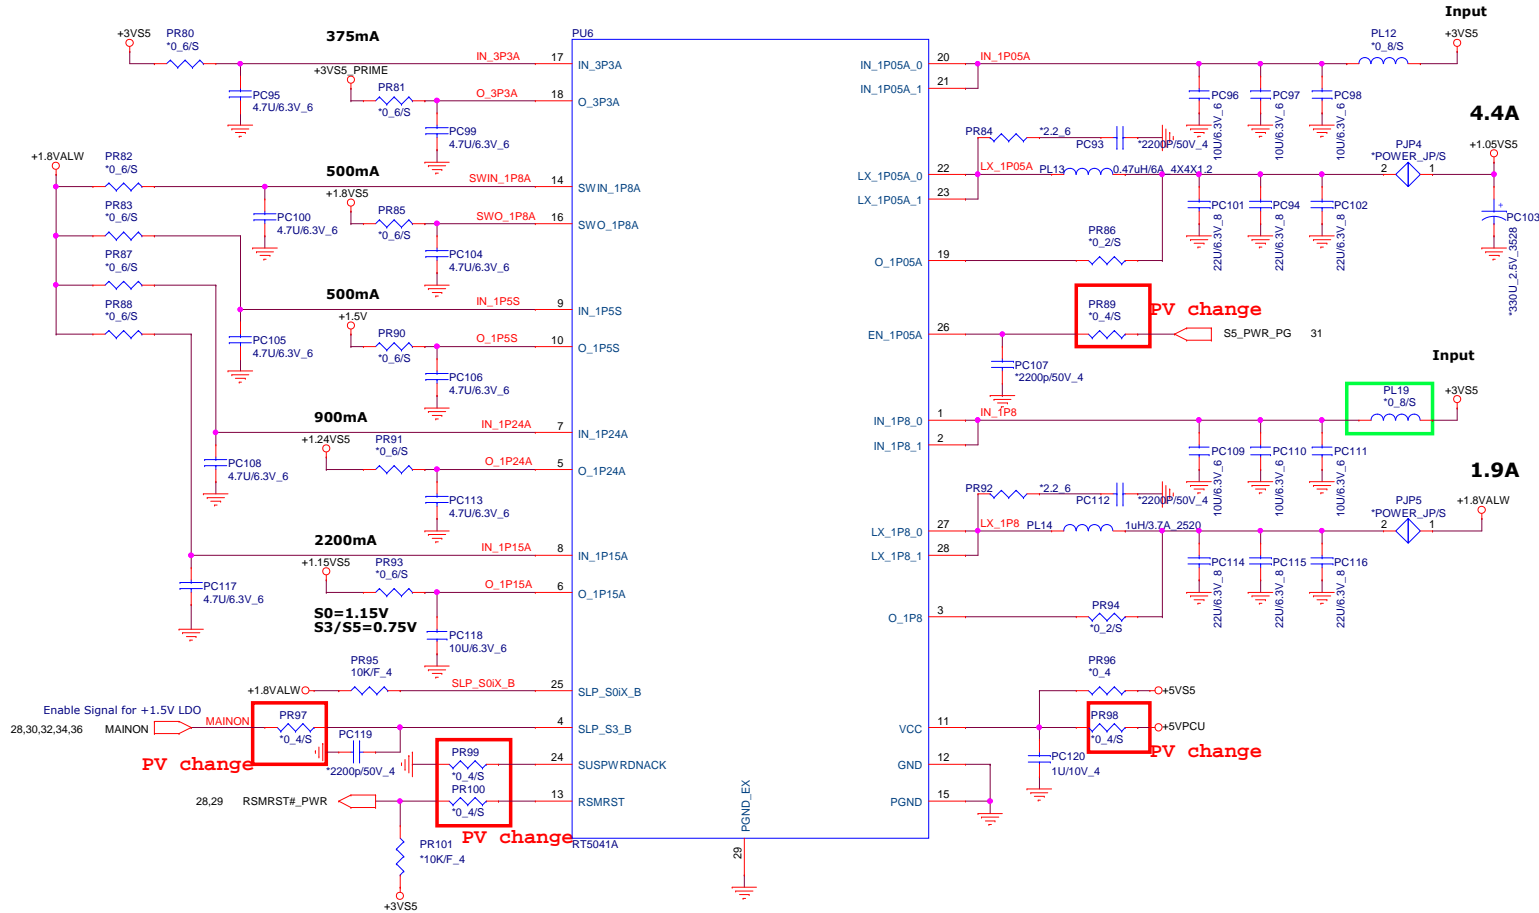 PU6
RT5041A
375mA
+3VS5
PR80
*0_6/S
IN_3P3A
17
IN_3P3A
PC95
4.7U/6.3V_6
+3VS5_PRIME
PR81
*0_6/S
O_3P3A
18
O_3P3A
PC99
4.7U/6.3V_6
+1.8VALW
PR82
*0_6/S
500mA
SWIN_1P8A
14
SWIN_1P8A
PR83
*0_6/S
PC100
4.7U/6.3V_6
+1.8VS5
PR85
*0_6/S
SWO_1P8A
16
SWO_1P8A
PC104
4.7U/6.3V_6
PR87
*0_6/S
PR88
*0_6/S
500mA
IN_1P5S
9
IN_1P5S
+1.5V
PR90
*0_6/S
O_1P5S
10
O_1P5S
PC105
4.7U/6.3V_6
PC106
4.7U/6.3V_6
900mA
IN_1P24A
7
IN_1P24A
+1.24VS5
PR91
*0_6/S
O_1P24A
5
O_1P24A
PC108
4.7U/6.3V_6
PC113
4.7U/6.3V_6
2200mA
IN_1P15A
8
IN_1P15A
+1.15VS5
PR93
*0_6/S
O_1P15A
6
O_1P15A
PC117
4.7U/6.3V_6
S0=1.15V
S3/S5=0.75V
PC118
10U/6.3V_6
PR95
10K/F_4
+1.8VALW
SLP_S0iX_B
25
SLP_S0iX_B
Enable Signal for +1.5V LDO
28,30,32,34,36
MAINON
MAINON
PR97
*0_4/S
4
SLP_S3_B
PV change
PC119
*2200p/50V_4
PR99
*0_4/S
24
SUSPWRDNACK
PR100
*0_4/S
13
RSMRST
28,29
RSMRST#_PWR
PV change
PR101
*10K/F_4
+3VS5
PGND_EX
29
Input
PL12
*0_8/S
+3VS5
IN_1P05A_0
20
IN_1P05A
IN_1P05A_1
21
PC96
10U/6.3V_6
PC97
10U/6.3V_6
PC98
10U/6.3V_6
4.4A
PR84
*2.2_6
PC93
*2200P/50V_4
LX_1P05A_0
22
LX_1P05A
LX_1P05A_1
23
PL13
0.47uH/6A_4X4X1.2
PJP4
*POWER_JP/S
2
1
+1.05VS5
PC101
22U/6.3V_8
PC94
22U/6.3V_8
PC102
22U/6.3V_8
+
PC103
*330U_2.5V_3528
PR86
*0_2/S
O_1P05A
19
PR89
*0_4/S
PV change
EN_1P05A
26
S5_PWR_PG
31
PC107
*2200p/50V_4
Input
PL19
*0_8/S
+3VS5
IN_1P8_0
1
IN_1P8
IN_1P8_1
2
PC109
10U/6.3V_6
PC110
10U/6.3V_6
PC111
10U/6.3V_6
1.9A
PR92
*2.2_6
PC112
*2200P/50V_4
LX_1P8_0
27
LX_1P8
LX_1P8_1
28
PL14
1uH/3.7A_2520
PJP5
*POWER_JP/S
2
1
+1.8VALW
PC114
22U/6.3V_8
PC115
22U/6.3V_8
PC116
22U/6.3V_8
PR94
*0_2/S
O_1P8
3
PR96
*0_4
+5VS5
VCC
11
PR98
*0_4/S
+5VPCU
PV change
PC120
1U/10V_4
GND
12
PGND
15